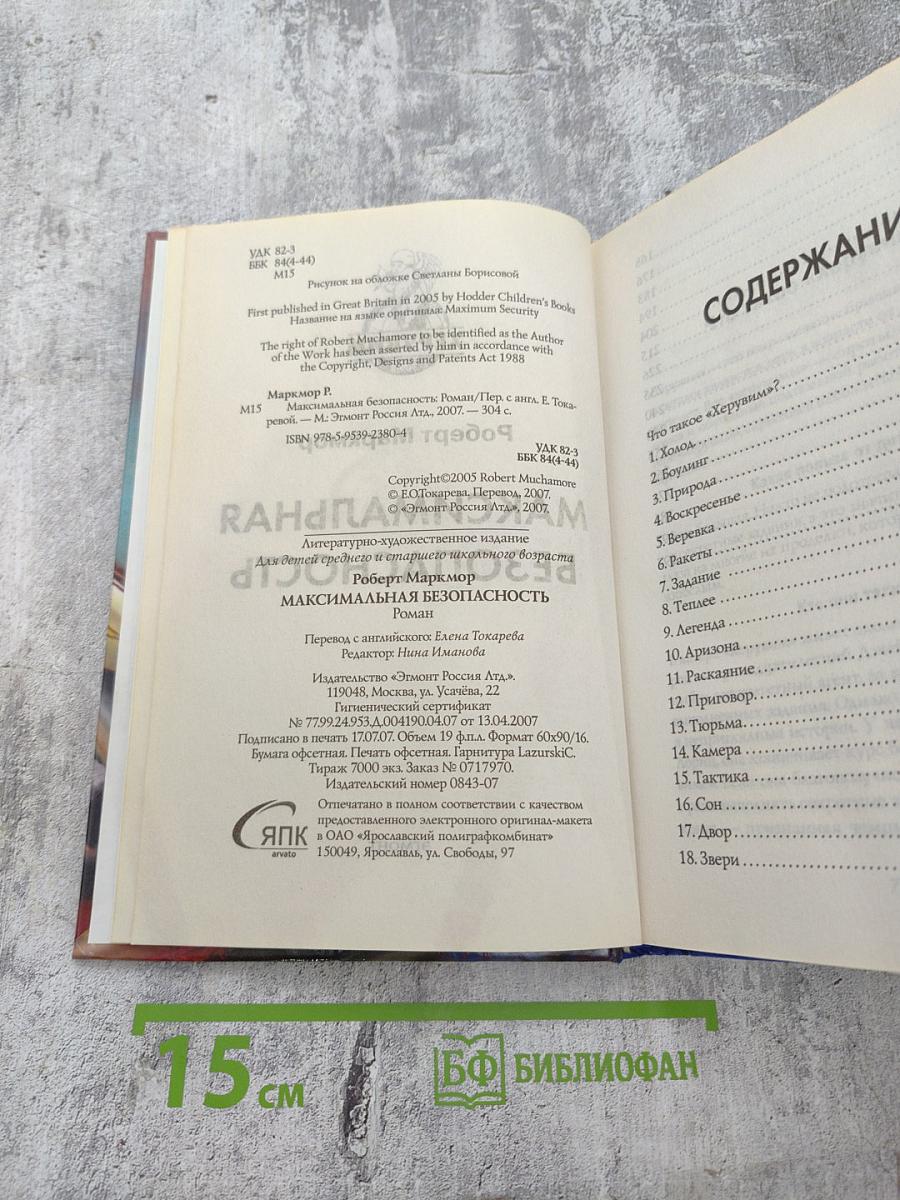 УДК 82-3
ББК 84(4-44)
М15
Рисунок на обложке Светланы Борисовой
First published in Great Britain in 2005 by Hodder Children's Books
Название на языке оригинала: Maximum Security
The right of Robert Muchamore to be identified as the Author
of the Work has been asserted by him in accordance with
the Copyright, Designs and Patents Act 1988
Маркмор Р.
М15 Максимальная безопасность: Роман/Пер. с англ. Е. Тока-
ревой. — М.: Эгмонт Россия Лтд., 2007. — 304 с.
ISBN 978-5-9539-2380-4
УДК 82-3
ББК 84(4-44)
Copyright©2005 Robert Muchamore
© Е.О.Токарева, Перевод, 2007,
© «Эгмонт Россия Лтд.», 2007,
Литературно-художественное издание
Для детей среднего и старшего школьного возраста
Роберт Маркмор
МАКСИМАЛЬНАЯ БЕЗОПАСНОСТЬ
Роман
Перевод с английского: Елена Токарева
Редактор: Нина Иманова
Издательство «Эгмонт Россия Лтд.».
119048, Москва, ул. Усачёва, 22
Гигиенический сертификат
№ 77.99.24.953.Д.004190.04.07 от 13.04.2007
Подписано в печать 17.07.07. Объем 19 ф.п.л. Формат 60х90/16.
Бумага офсетная. Печать офсетная. Гарнитура LazurskiC.
Тираж 7000 экз. Заказ № 0717970.
Издательский номер 0843-07
ЯПК
arvato
Отпечатано в полном соответствии с качеством
предоставленного электронного оригинал-макета
в ОАО «Ярославский полиграфкомбинат»
150049, Ярославль, ул. Свободы, 97
СОДЕРЖАНИ
Что такое «Херувим»?
1. Холод
2. Боулинг
3. Природа
4. Воскресенье
5. Веревка
6. Ракеты
7. Задание
8. Теплее
9. Легенда
10. Аризона
11. Раскаяние
12. Приговор
13. Тюрьма
14. Камера
15. Тактика
16. Сон
17. Двор
18. Звери
15 см
БФ БИБЛИОФАН